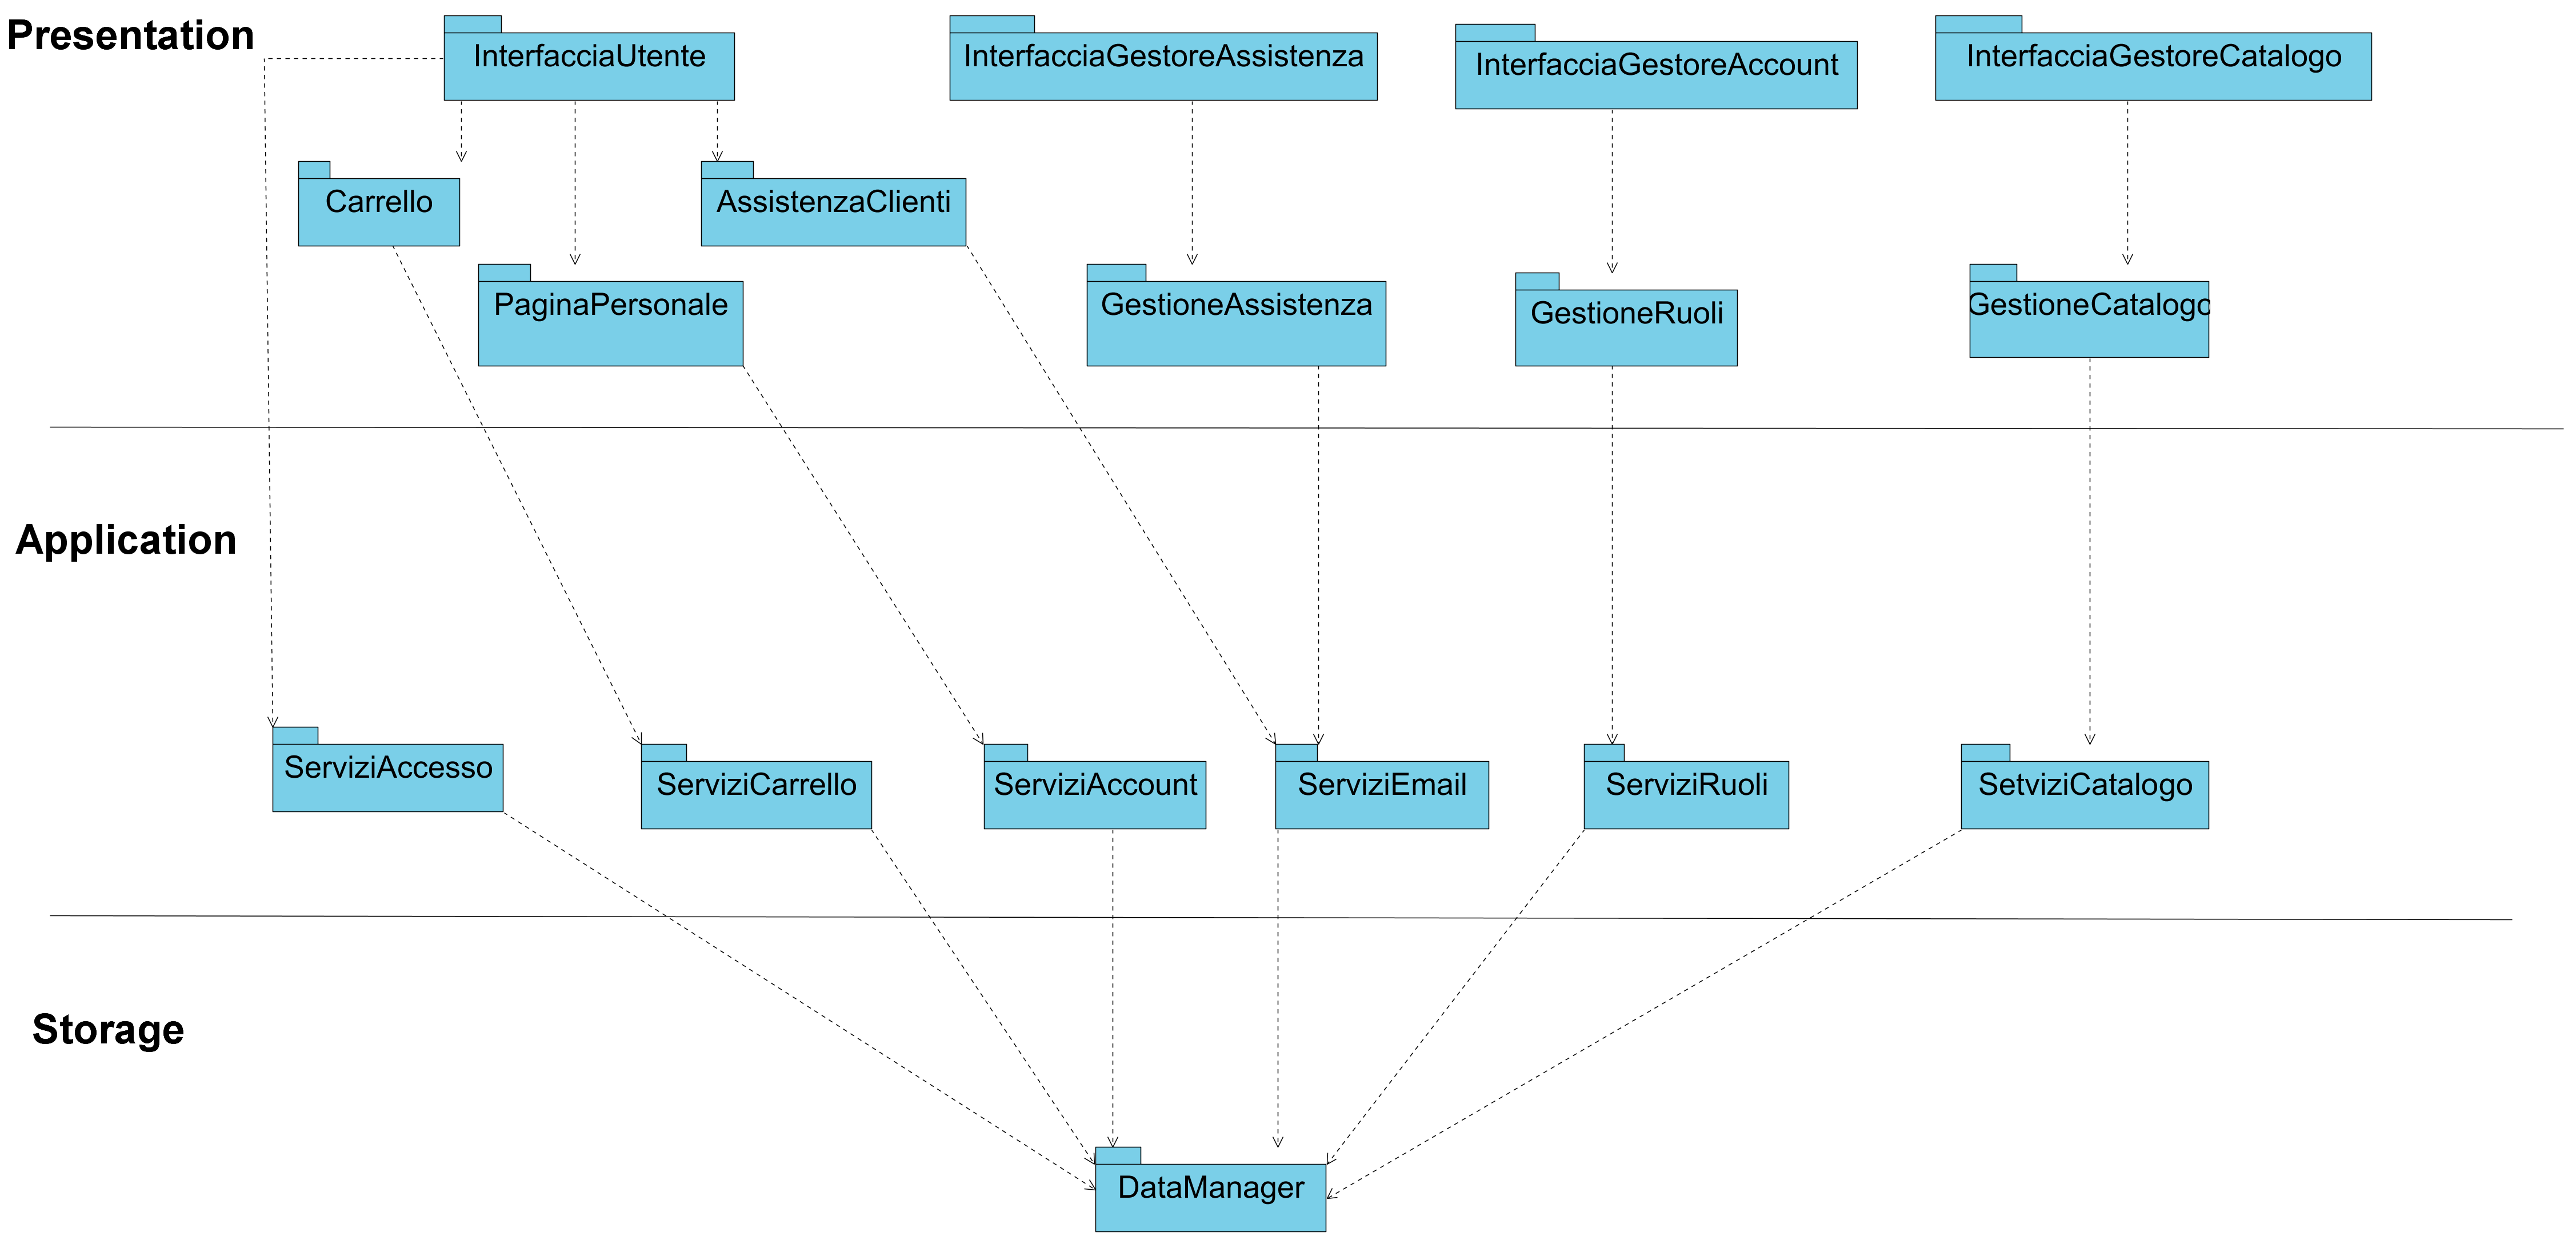 Presentation
InterfacciaUtente
InterfacciaGestoreAssistenza
InterfacciaGestoreAccount
InterfacciaGestoreCatalogo
Carrello
AssistenzaClienti
PaginaPersonale
GestioneAssistenza
GestioneRuoli
GestioneCatalogo
Application
ServiziAccesso
ServiziCarrello
ServiziAccount
ServiziEmail
ServiziRuoli
SetviziCatalogo
Storage
DataManager